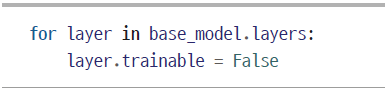 for layer in base_model.layers:
    layer.trainable = False